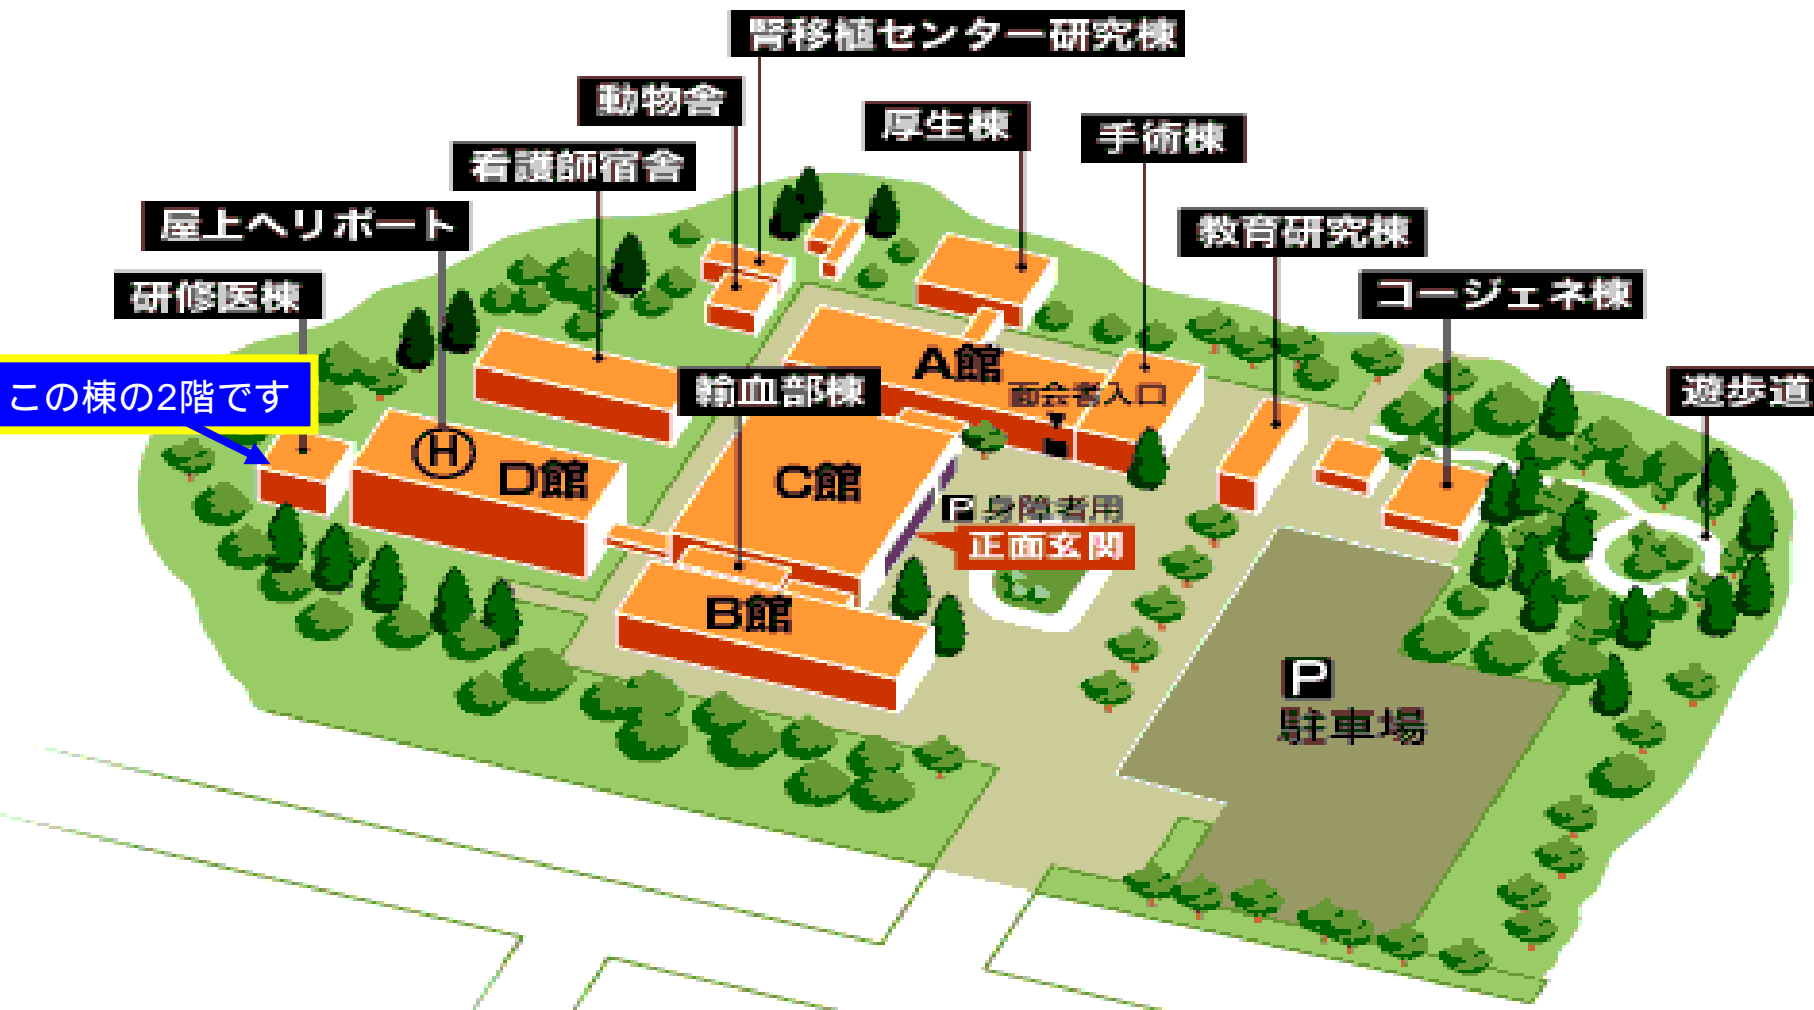 腎移植センター研究棟
動物舎
厚生棟
手術棟
看護師宿舎
屋上ヘリポート
教育研究棟
研修医棟
コージェネ棟
この棟の2階です
A館
面会者入口
輸血部棟
遊歩道
H
D館
C館
P 身障者用
正面玄関
B館
P
駐車場